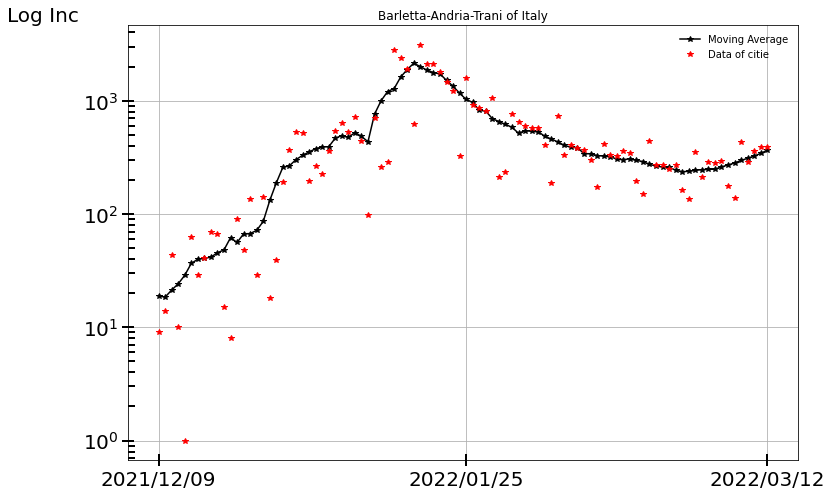 Log Inc
Barletta-Andria-Trani of Italy
Moving Average
Data of citie
10³
10²
10¹
10⁰
2021/12/09 2022/01/25 2022/03/12